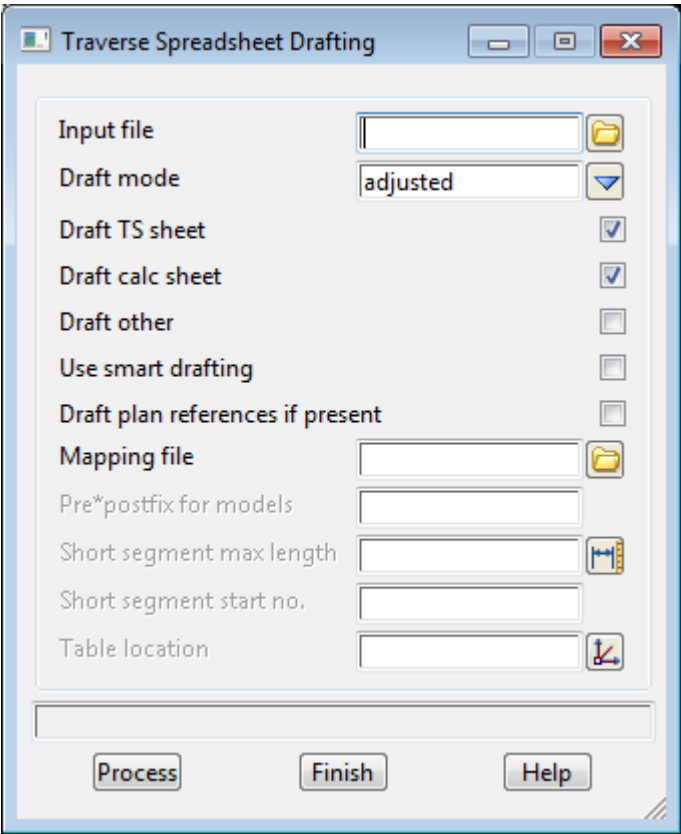 Traverse Spreadsheet Drafting
Input file
Draft mode adjusted
Draft TS sheet
Draft calc sheet
Draft other
Use smart drafting
Draft plan references if present
Mapping file
Pre*postfix for models
Short segment max length
Short segment start no.
Table location
Process Finish Help